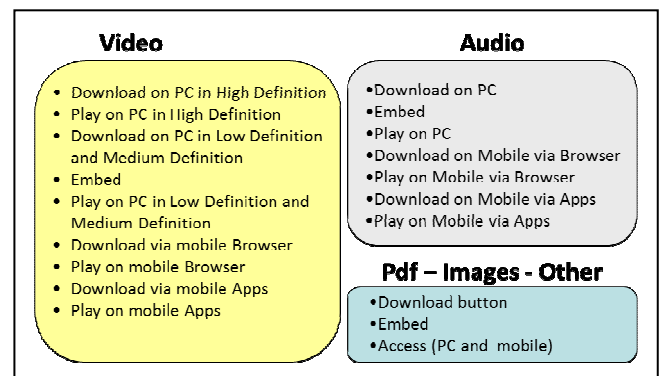 Video
• Download on PC in High Definition
• Play on PC in High Definition
• Download on PC in Low Definition
and Medium Definition
• Embed
• Play on PC in Low Definition and
Medium Definition
• Download via mobile Browser
• Play on mobile Browser
• Download via mobile Apps
• Play on mobile Apps
Audio
•Download on PC
•Embed
•Play on PC
•Download on Mobile via Browser
•Play on Mobile via Browser
•Download on Mobile via Apps
•Play on Mobile via Apps
Pdf – Images - Other
•Download button
•Embed
•Access (PC and mobile)